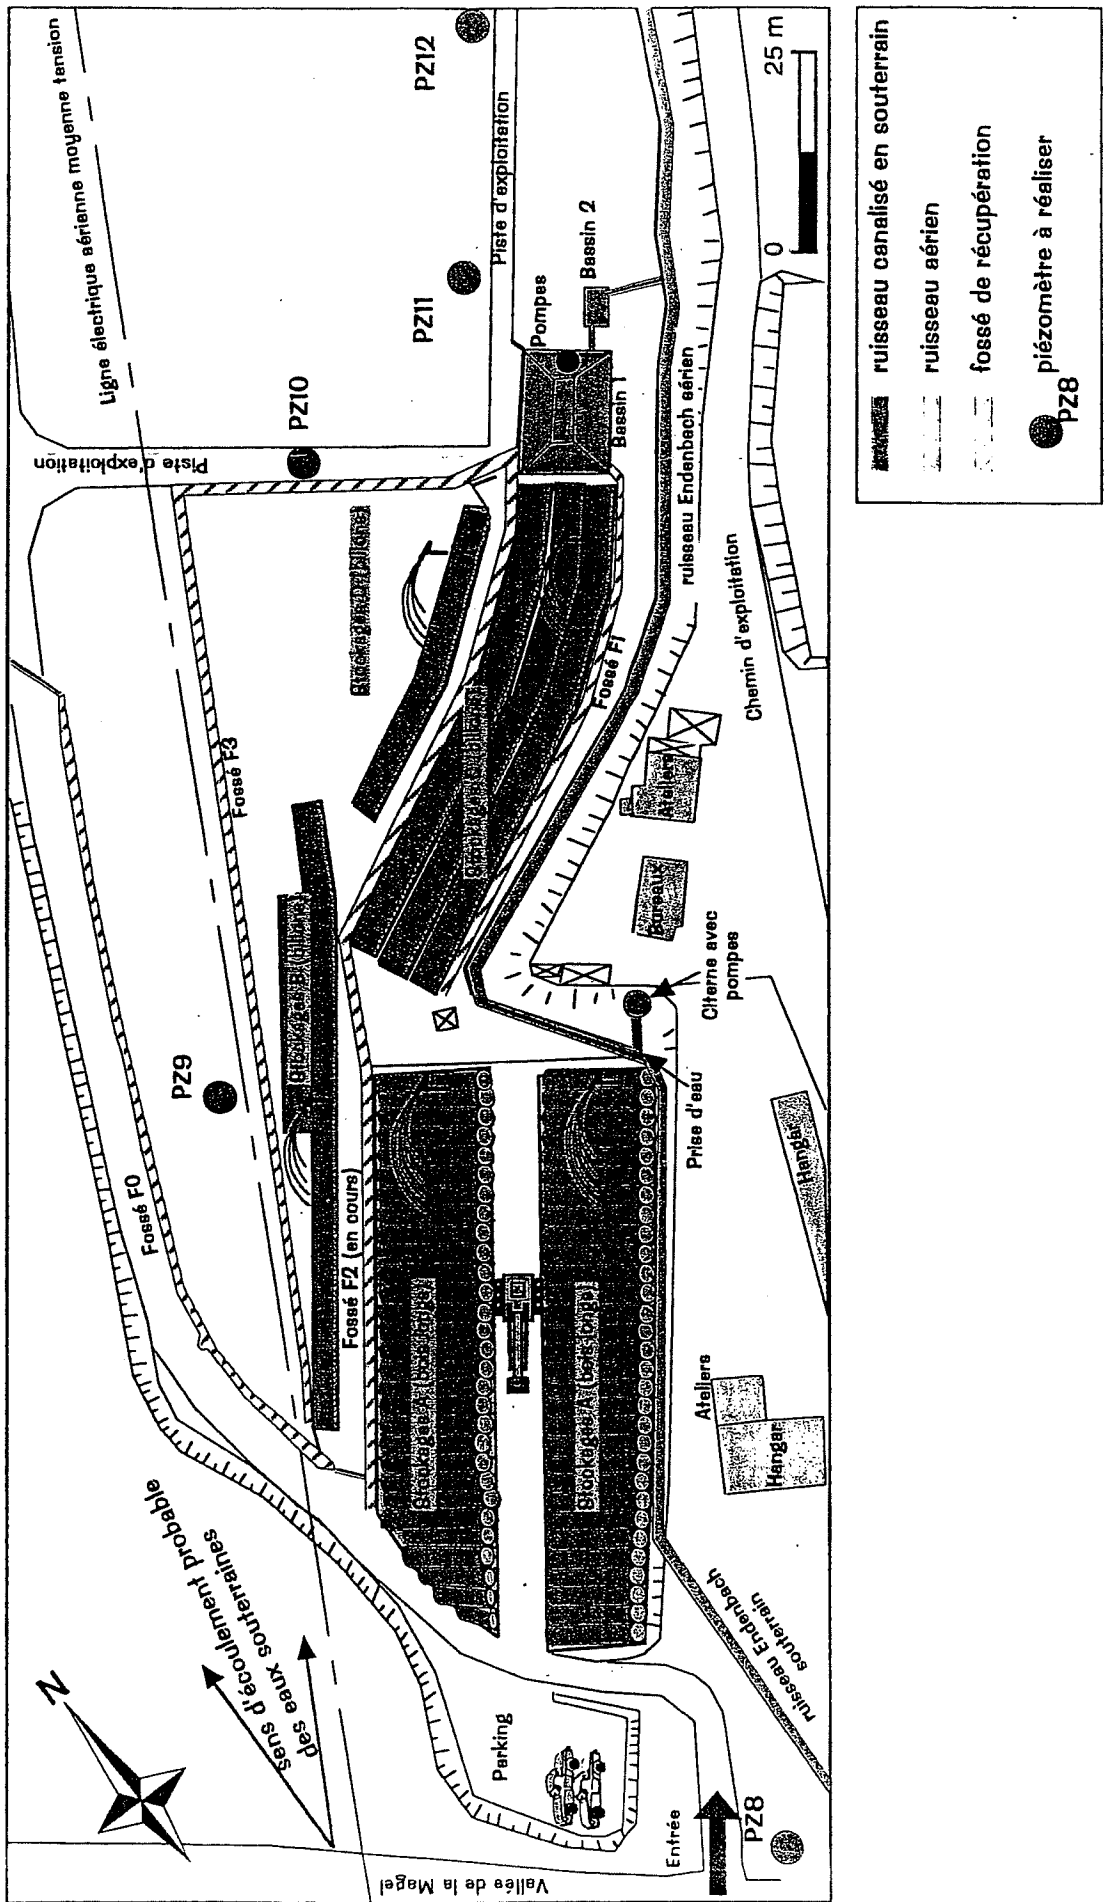 Ligne électrique aérienne moyenne tension
PZ12
PZ11
PZ10
PZ9
Piste d'exploitation
Piste d'exploitation
Pompes
Bassin 2
Bassin 1
25 m
0
ruisseau Endenbach aérien
Chemin d'exploitation
Fossé F0
Fossé F3
Fossé F1
Fossé F2 (en cours)
Stockages A (bois longs)
Ateliers
Bureaux
Citerne avec
pompes
Prise d'eau
Hangar
Ateliers
Hangar
ruisseau Endenbach
souterrain
N
sens d'écoulement probable
des eaux souterraines
Parking
Entrée
PZ8
Vallée de la Magel
ruisseau canalisé en souterrain
ruisseau aérien
fossé de récupération
piézomètre à réaliser
PZ8